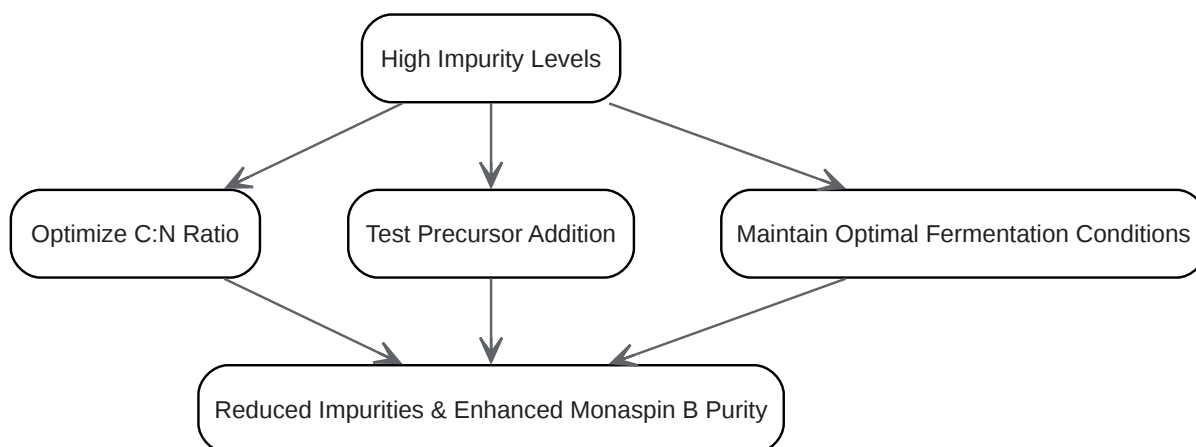 High Impurity Levels
Optimize C:N Ratio
Test Precursor Addition
Maintain Optimal Fermentation Conditions
Reduced Impurities & Enhanced Monaspin B Purity